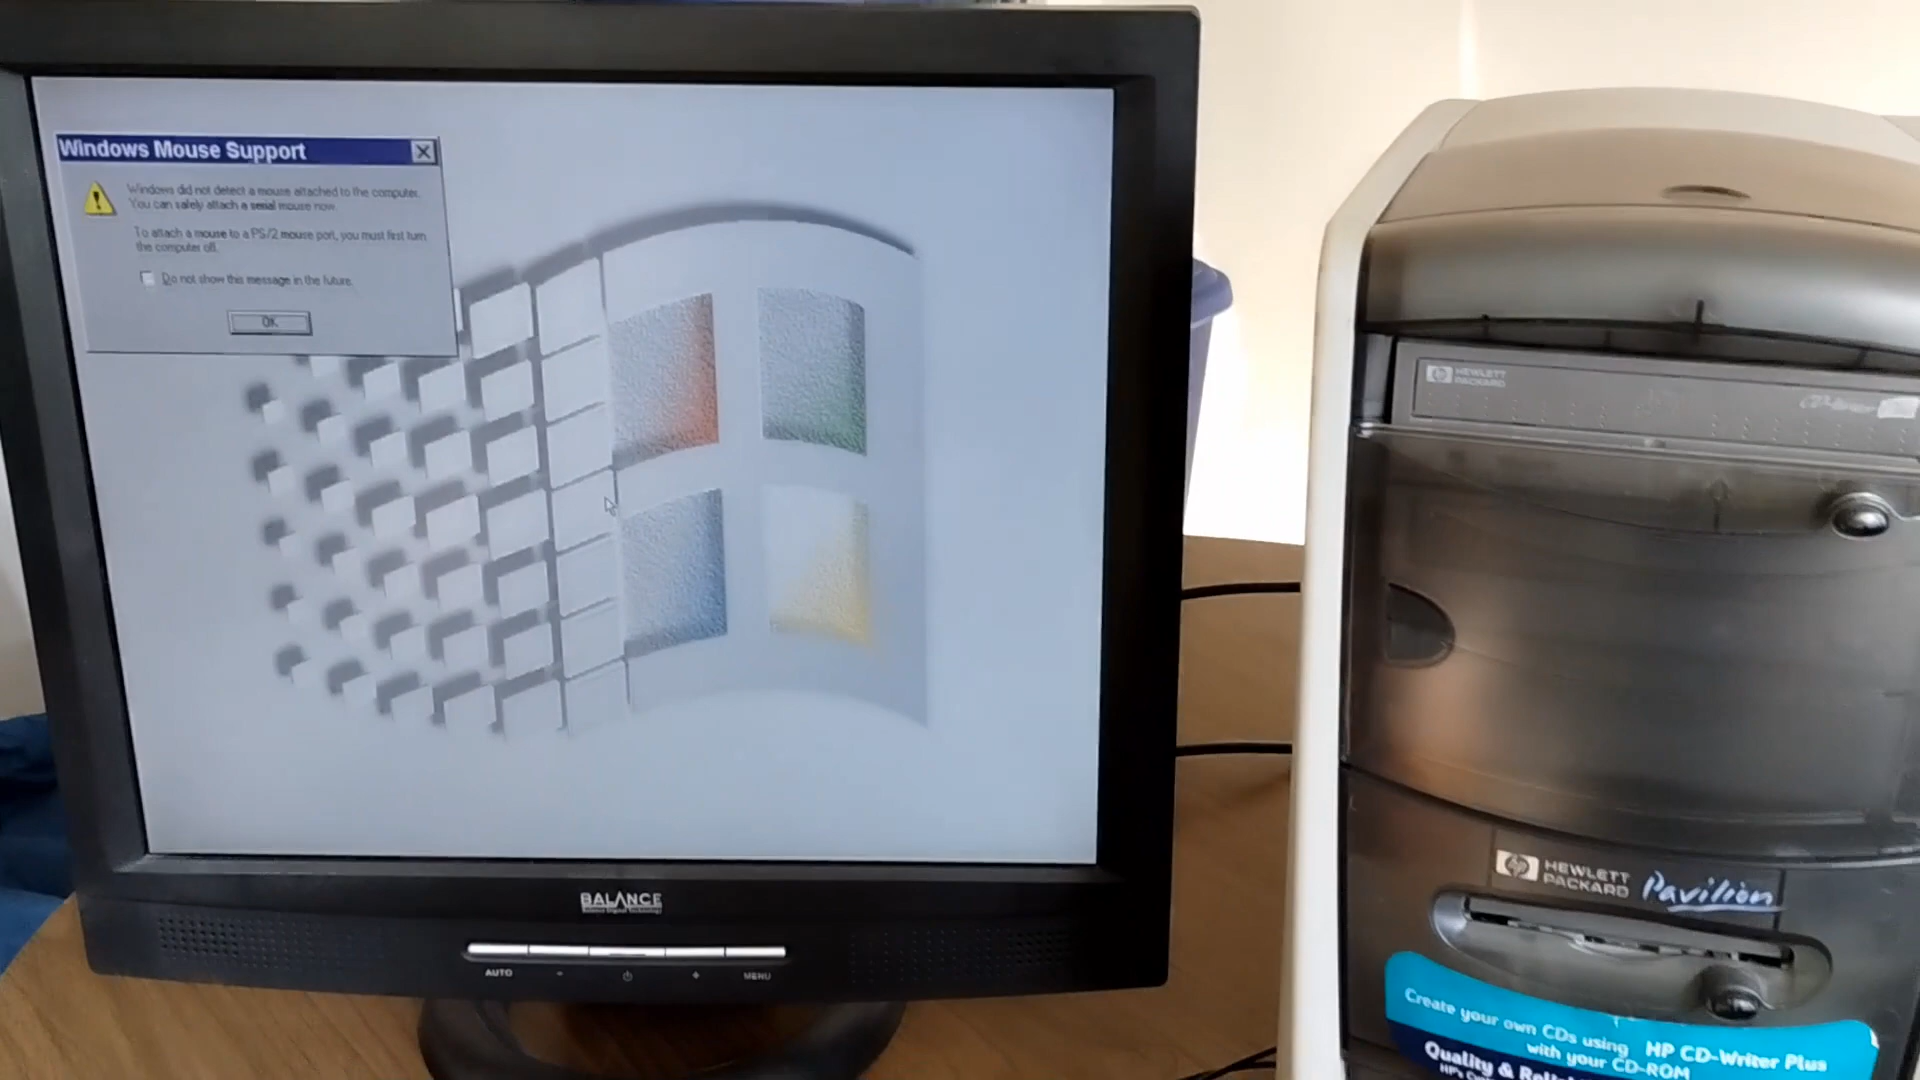 Windows Mouse Support
Windows did not detect a mouse attached to the computer.
You can safely attach a serial mouse now.
To attach a mouse to a PS/2 mouse port, you must first turn
the computer off.
Do not show this message in the future.
OK
BALANCE
AUTO
-
+
MENU
hp HEWLETT
PACKARD
hp HEWLETT
PACKARD
Pavilion
Create your own CDs using HP CD-Writer Plus
with your CD-ROM
Quality &